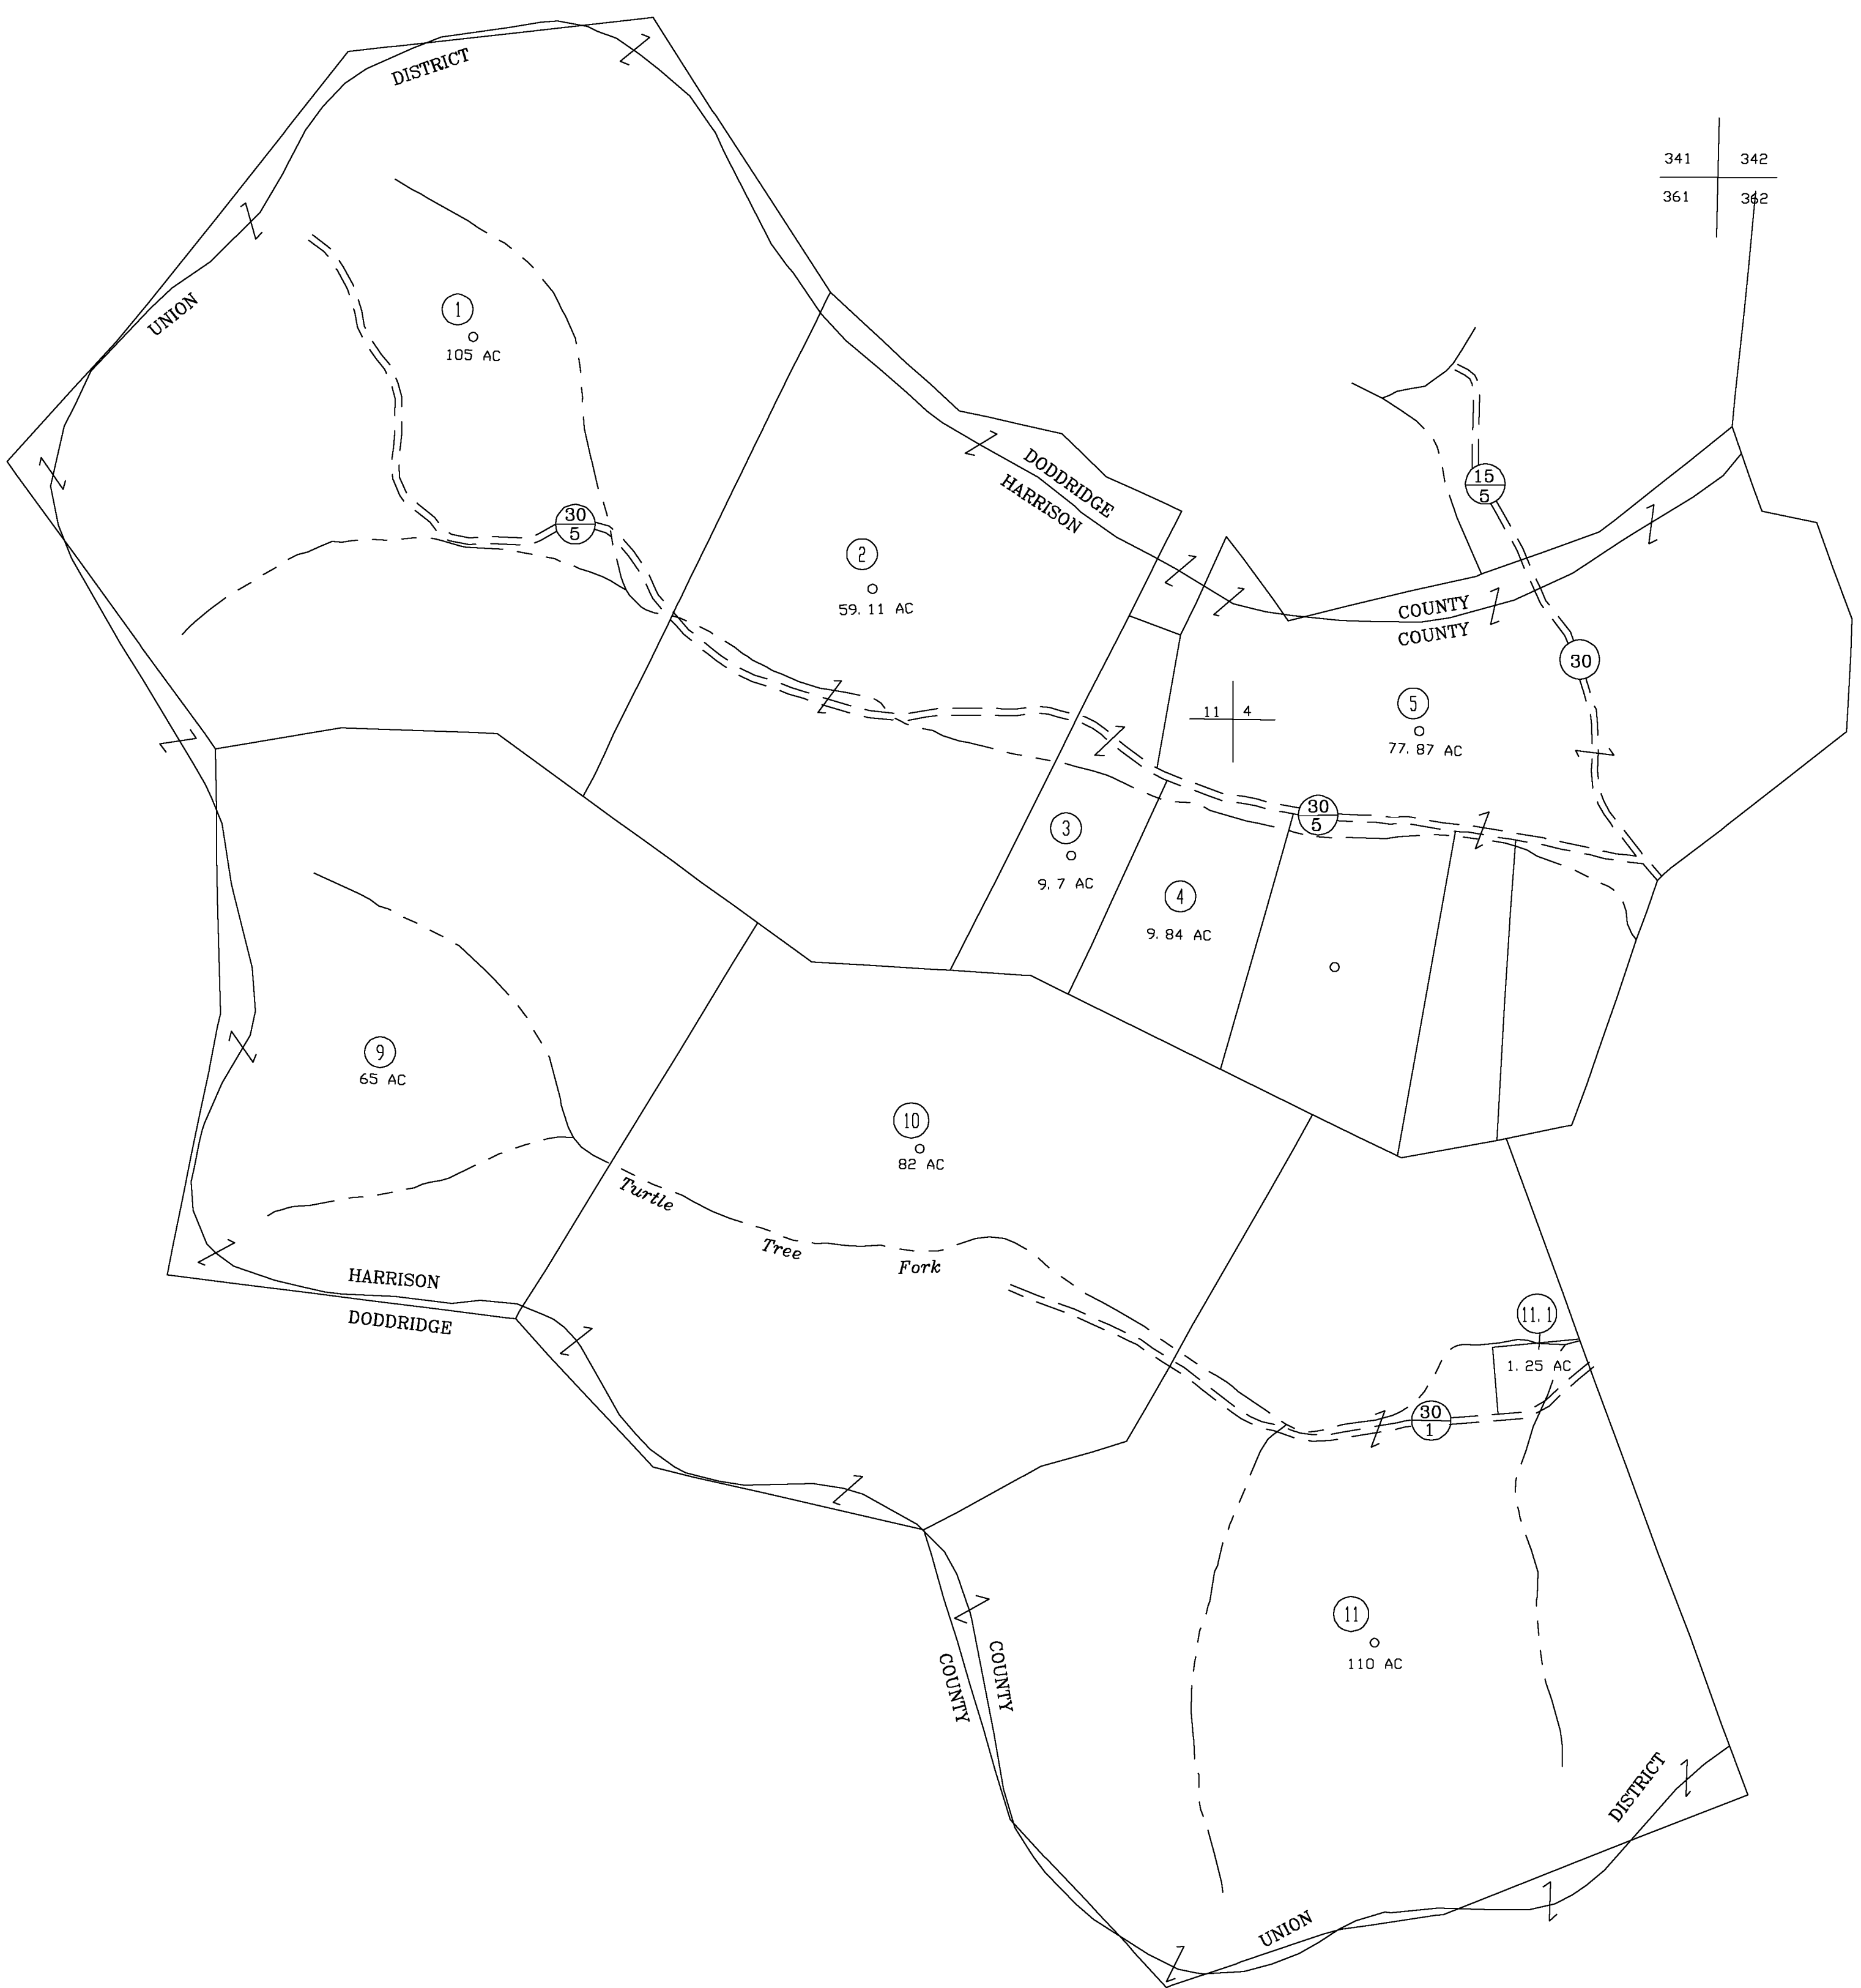 DISTRICT
341 342
361 362
UNION
1
105 AC
DODDRIDGE
HARRISON
15
5
30
5
2
59.11 AC
COUNTY
COUNTY
30
11 4
5
77.87 AC
30
5
3
9.7 AC
4
9.84 AC
9
65 AC
10
82 AC
Turtle
Tree
Fork
HARRISON
DODDRIDGE
11.1
1.25 AC
30
1
11
110 AC
COUNTY
COUNTY
DISTRICT
UNION